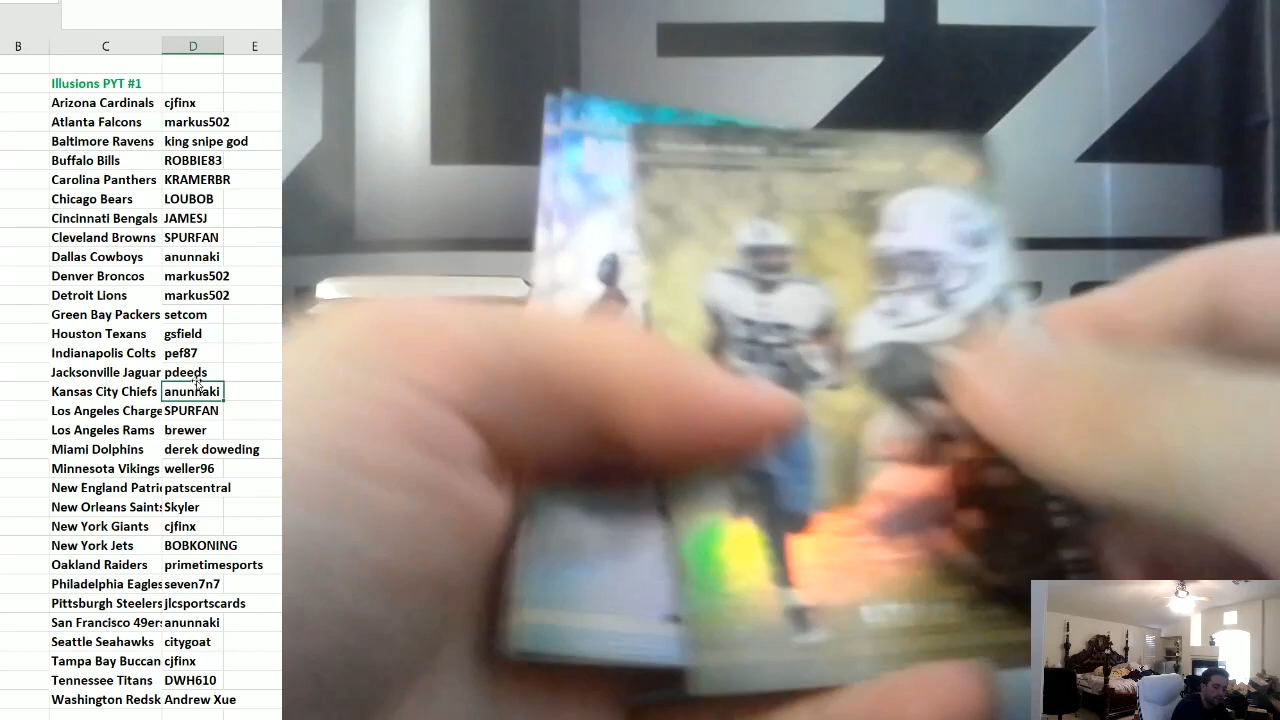 B C D E
Illusions PYT #1
Arizona Cardinals cjfinx
Atlanta Falcons markus502
Baltimore Ravens king snipe god
Buffalo Bills ROBBIE83
Carolina Panthers KRAMERBR
Chicago Bears LOUBOB
Cincinnati Bengals JAMESJ
Cleveland Browns SPURFAN
Dallas Cowboys anunnaki
Denver Broncos markus502
Detroit Lions markus502
Green Bay Packers setcom
Houston Texans gsfield
Indianapolis Colts pef87
Jacksonville Jaguar pdeeds
Kansas City Chiefs anunnaki
Los Angeles Charge SPURFAN
Los Angeles Rams brewer
Miami Dolphins derek doweding
Minnesota Vikings weller96
New England Patri patscentral
New Orleans Saints Skyler
New York Giants cjfinx
New York Jets BOBKONING
Oakland Raiders primetimesports
Philadelphia Eagles seven7n7
Pittsburgh Steelers jlcsportscards
San Francisco 49er anunnaki
Seattle Seahawks citygoat
Tampa Bay Buccan cjfinx
Tennessee Titans DWH610
Washington Redsk Andrew Xue